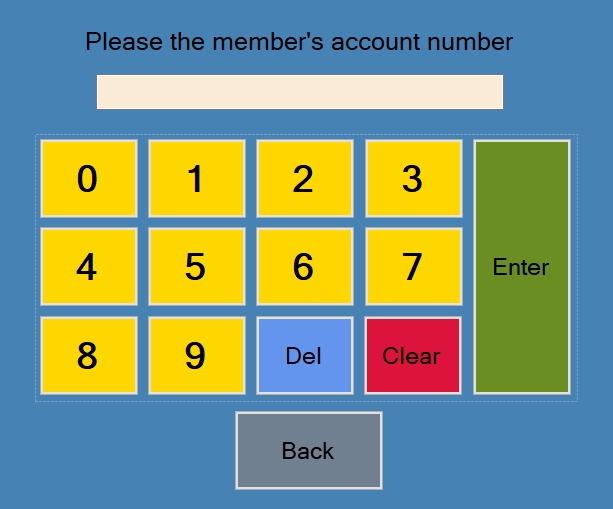 Please the member's account number
0 1 2 3
4 5 6 7 Enter
8 9 Del Clear
Back